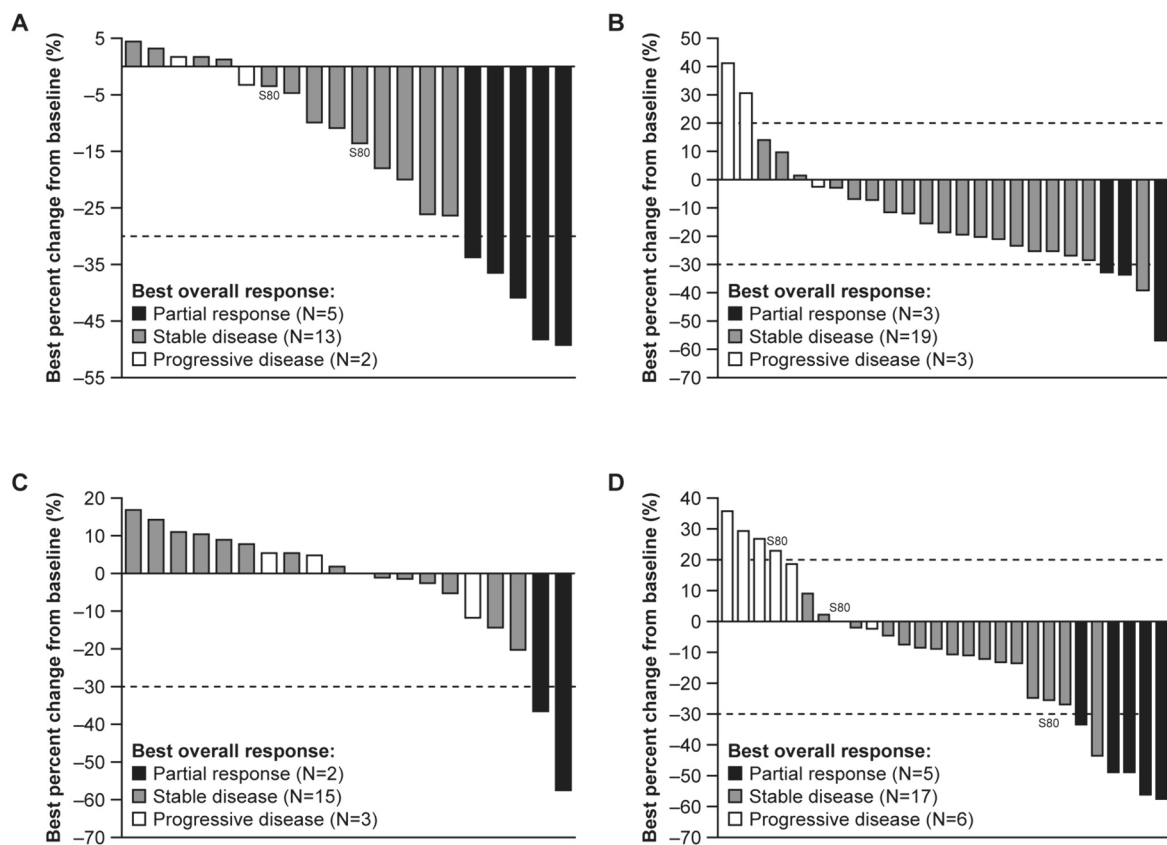 A
Best percent change from baseline (%)
5
–5
–15
–25
–35
–45
–55
S80
S80
Best overall response:
Partial response (N=5)
Stable disease (N=13)
Progressive disease (N=2)
B
Best percent change from baseline (%)
50
40
30
20
10
0
–10
–20
–30
–40
–50
–60
–70
Best overall response:
Partial response (N=3)
Stable disease (N=19)
Progressive disease (N=3)
C
Best percent change from baseline (%)
20
10
0
–10
–20
–30
–40
–50
–60
–70
Best overall response:
Partial response (N=2)
Stable disease (N=15)
Progressive disease (N=3)
D
Best percent change from baseline (%)
40
30
20
10
0
–10
–20
–30
–40
–50
–60
–70
S80
S80
S80
Best overall response:
Partial response (N=5)
Stable disease (N=17)
Progressive disease (N=6)